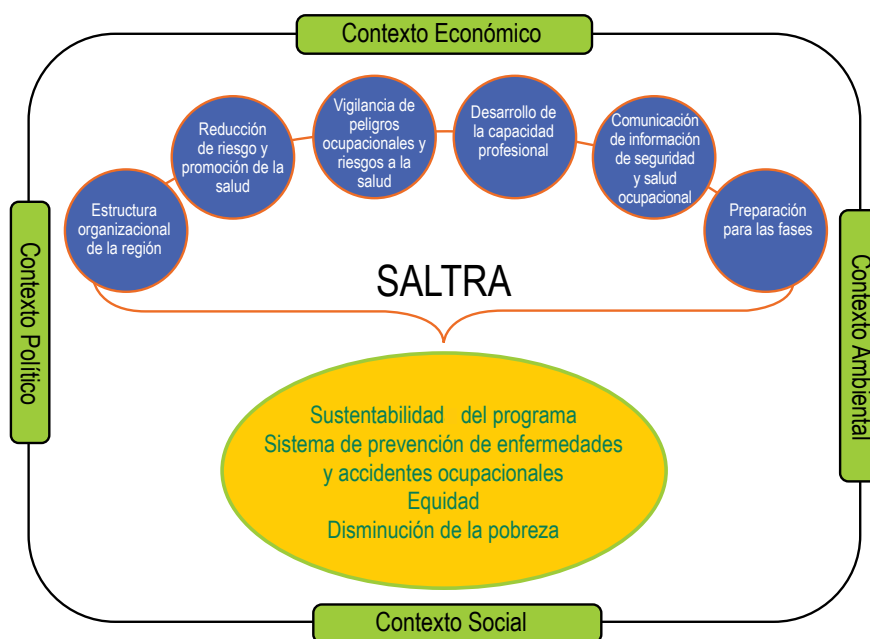 Contexto Económico
Estructura
organizacional
de la región
Reducción
de riesgo y
promoción de la
salud
Vigilancia de
peligros
ocupacionales y
riesgos a la
salud
Desarrollo de
la capacidad
profesional
Comunicación
de información
de seguridad
y salud
ocupacional
Preparación
para las fases
Contexto Político
Contexto Ambiental
SALTRA
Sustentabilidad del programa
Sistema de prevención de enfermedades
y accidentes ocupacionales
Equidad
Disminución de la pobreza
Contexto Social